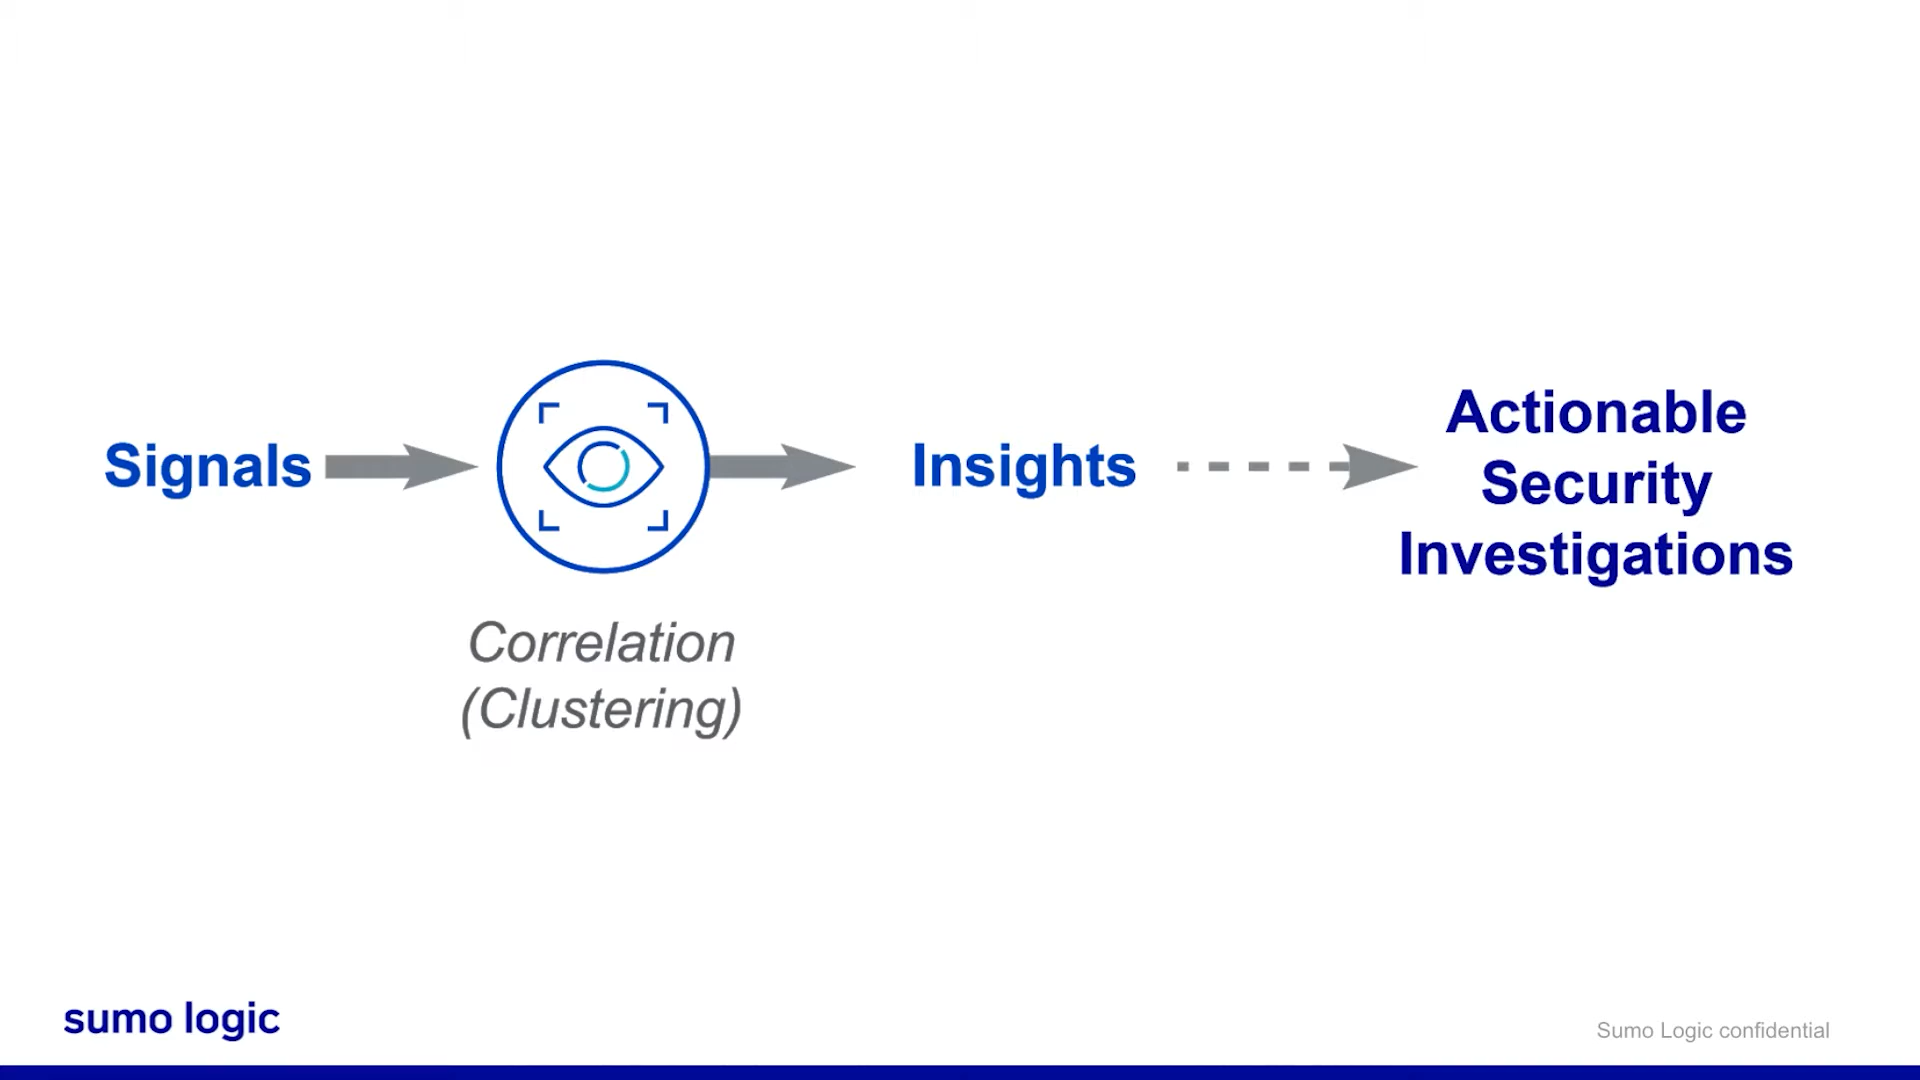 Signals
Insights
Actionable
Security
Investigations
Correlation
(Clustering)
sumo logic
Sumo Logic confidential